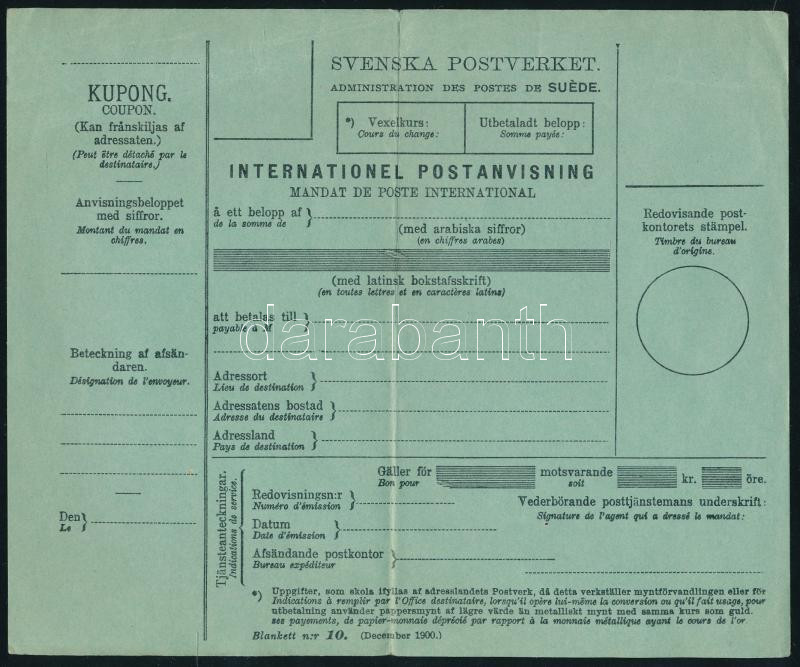 KUPONG.
COUPON.
(Kan frånskiljas af
adressaten.)
(Peut être détaché par le
destinataire.)
Anvisningsbeloppet
med siffror.
Montant du mandat en
chiffres.
Beteckning af afsän-
daren.
Désignation de l'envoyeur.
Den }
Le
SVENSKA POSTVERKET.
ADMINISTRATION DES POSTES DE SUÈDE.
*) Vexelkurs:
Cours du change:
Utbetaladt belopp:
Somme payée:
INTERNATIONEL POSTANVISNING
MANDAT DE POSTE INTERNATIONAL
å ett belopp af }
de la somme de
(med arabiska siffror)
(en chiffres arabes)
(med latinsk bokstafsskrift)
(en toutes lettres et en caractères latins)
att betalas till }
payable à M
Adressort }
Lieu de destination
Adressatens bostad }
Adresse du destinataire
Adressland }
Pays de destination
Redovisande post-
kontorets stämpel.
Timbre du bureau
d'origine.
darabanth
Tjänsteanteckningar.
Indications de service.
Gäller för motsvarande kr. öre.
Bon pour soit
Redovisningsn:r }
Numéro d'émission
Vederbörande posttjänstemans underskrift:
Signature de l'agent qui a dressé le mandat:
Datum }
Date d'émission
Afsändande postkontor }
Bureau expéditeur
*) Uppgifter, som skola ifyllas af adresslandets Postverk, då detta verkställer myntförvandlingen eller för
Indications à remplir par l'Office destinataire, lorsqu'il opère lui-même la conversion ou qu'il fait usage, pour
utbetalning använder pappersmynt af lägre värde än metalliskt mynt med samma kurs som guld.
ses payements, de papier-monnaie déprécié par rapport à la monnaie métallique ayant le cours de l'or
Blankett n:r 10. (December 1900.)